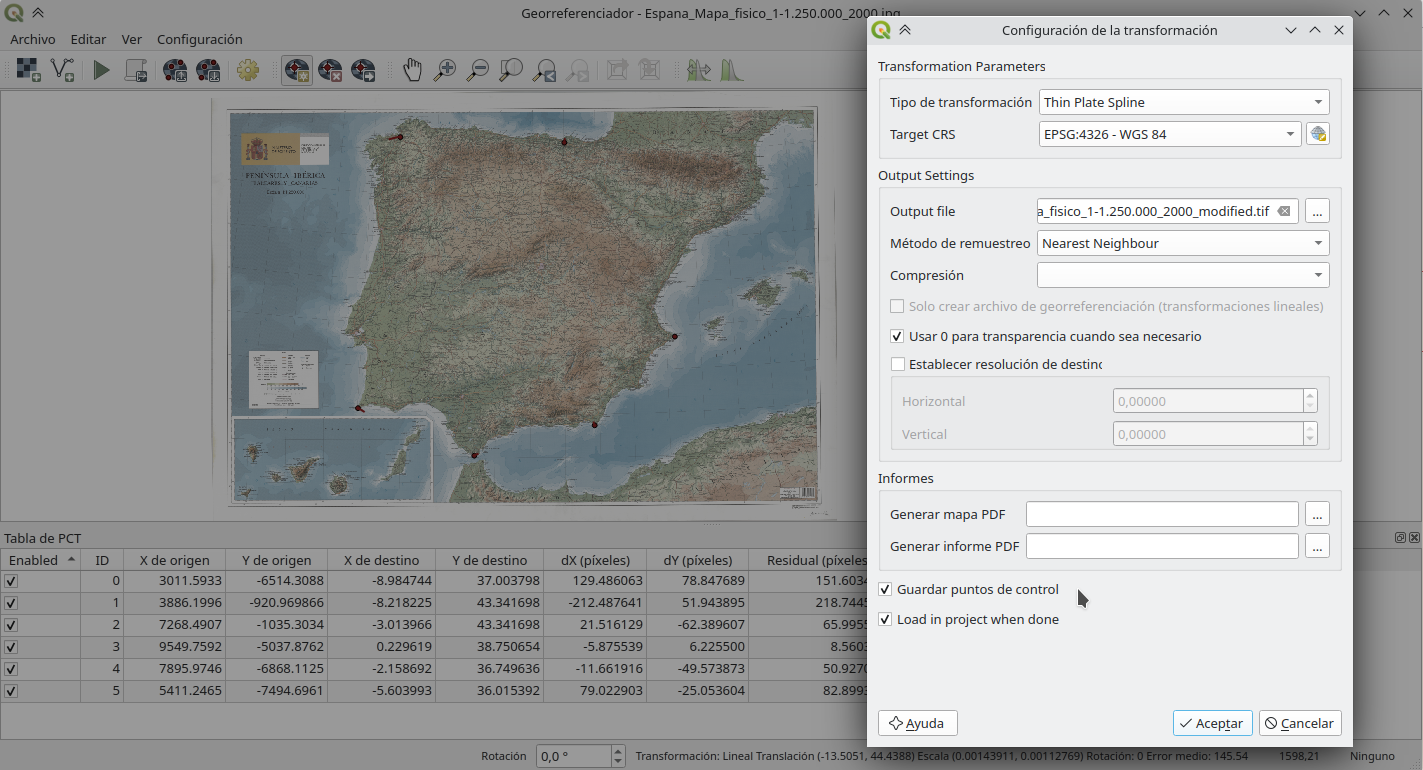 Georreferenciador - Espana_Mapa_fisico_1-1.250.000_2000.jpg
Archivo Editar Ver Configuración
PENÍNSULA IBÉRICA
BALEARES Y CANARIAS
Tabla de PCT
Enabled ID X de origen Y de origen X de destino Y de destino dX (píxeles) dY (píxeles) Residual (píxeles
0 3011.5933 -6514.3088 -8.984744 37.003798 129.486063 78.847689 151.6034
1 3886.1996 -920.969866 -8.218225 43.341698 -212.487641 51.943895 218.7445
2 7268.4907 -1035.3034 -3.013966 43.341698 21.516129 -62.389607 65.9955
3 9549.7592 -5037.8762 0.229619 38.750654 -5.875539 6.225500 8.5603
4 7895.9746 -6868.1125 -2.158692 36.749636 -11.661916 -49.573873 50.9270
5 5411.2465 -7494.6961 -5.603993 36.015392 79.022903 -25.053604 82.8993
Rotación 0,0 ° Transformación: Lineal Translación (-13.5051, 44.4388) Escala (0.00143911, 0.00112769) Rotación: 0 Error medio: 145.54 1598,21 Ninguno
Configuración de la transformación
Transformation Parameters
Tipo de transformación Thin Plate Spline
Target CRS EPSG:4326 - WGS 84
Output Settings
Output file a_fisico_1-1.250.000_2000_modified.tif ...
Método de remuestreo Nearest Neighbour
Compresión
Solo crear archivo de georreferenciación (transformaciones lineales)
Usar 0 para transparencia cuando sea necesario
Establecer resolución de destino
Horizontal 0,00000
Vertical 0,00000
Informes
Generar mapa PDF ...
Generar informe PDF ...
Guardar puntos de control
Load in project when done
Ayuda Aceptar Cancelar